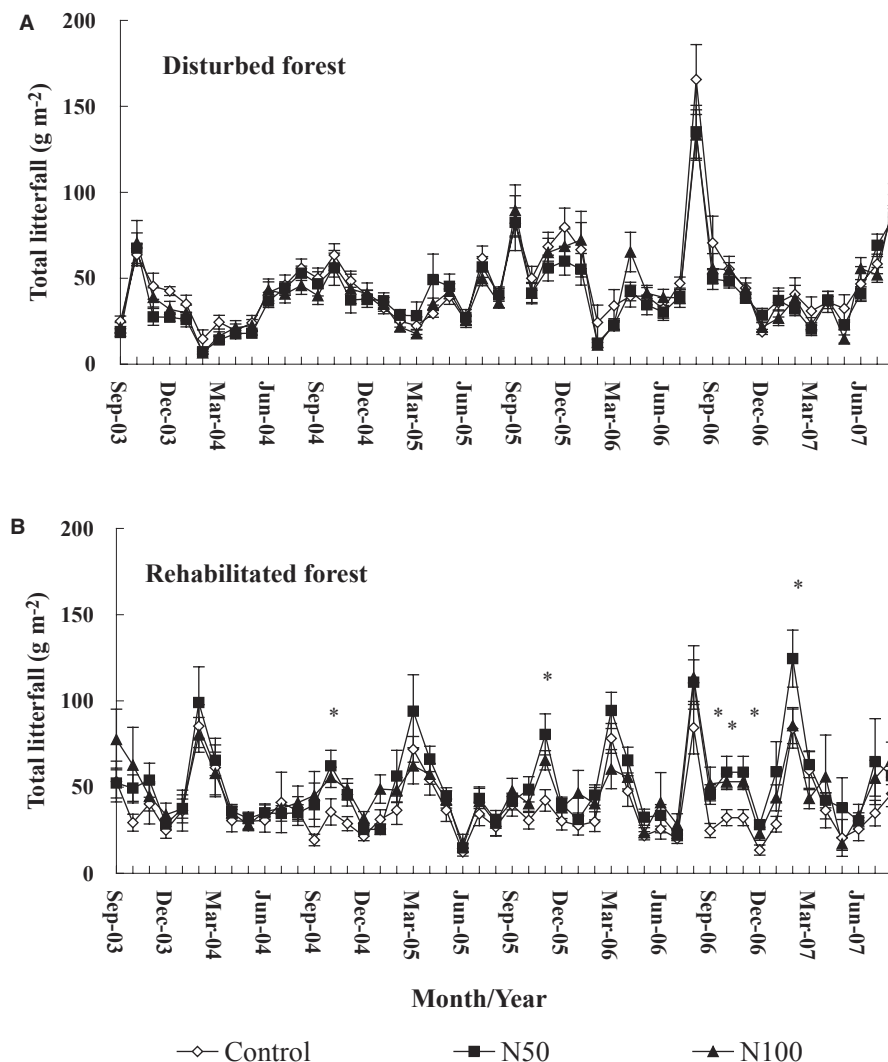 A
Disturbed forest
Total litterfall (g m-2)
200
150
100
50
0
Sep-03
Dec-03
Mar-04
Jun-04
Sep-04
Dec-04
Mar-05
Jun-05
Sep-05
Dec-05
Mar-06
Jun-06
Sep-06
Dec-06
Mar-07
Jun-07
B
Rehabilitated forest
Total litterfall (g m-2)
200
150
100
50
0
*
*
*
*
*
*
Sep-03
Dec-03
Mar-04
Jun-04
Sep-04
Dec-04
Mar-05
Jun-05
Sep-05
Dec-05
Mar-06
Jun-06
Sep-06
Dec-06
Mar-07
Jun-07
Month/Year
Control N50 N100